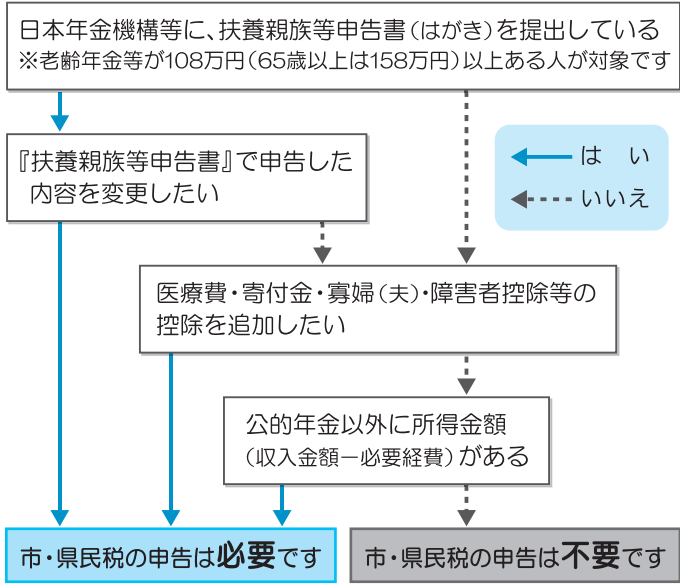 日本年金機構等に、扶養親族等申告書（はがき）を提出している
※老齢年金等が108万円（65歳以上は158万円）以上ある人が対象です
『扶養親族等申告書』で申告した
内容を変更したい
は　い
いいえ
医療費・寄付金・寡婦（夫）・障害者控除等の
控除を追加したい
公的年金以外に所得金額
（収入金額－必要経費）がある
市・県民税の申告は必要です
市・県民税の申告は不要です